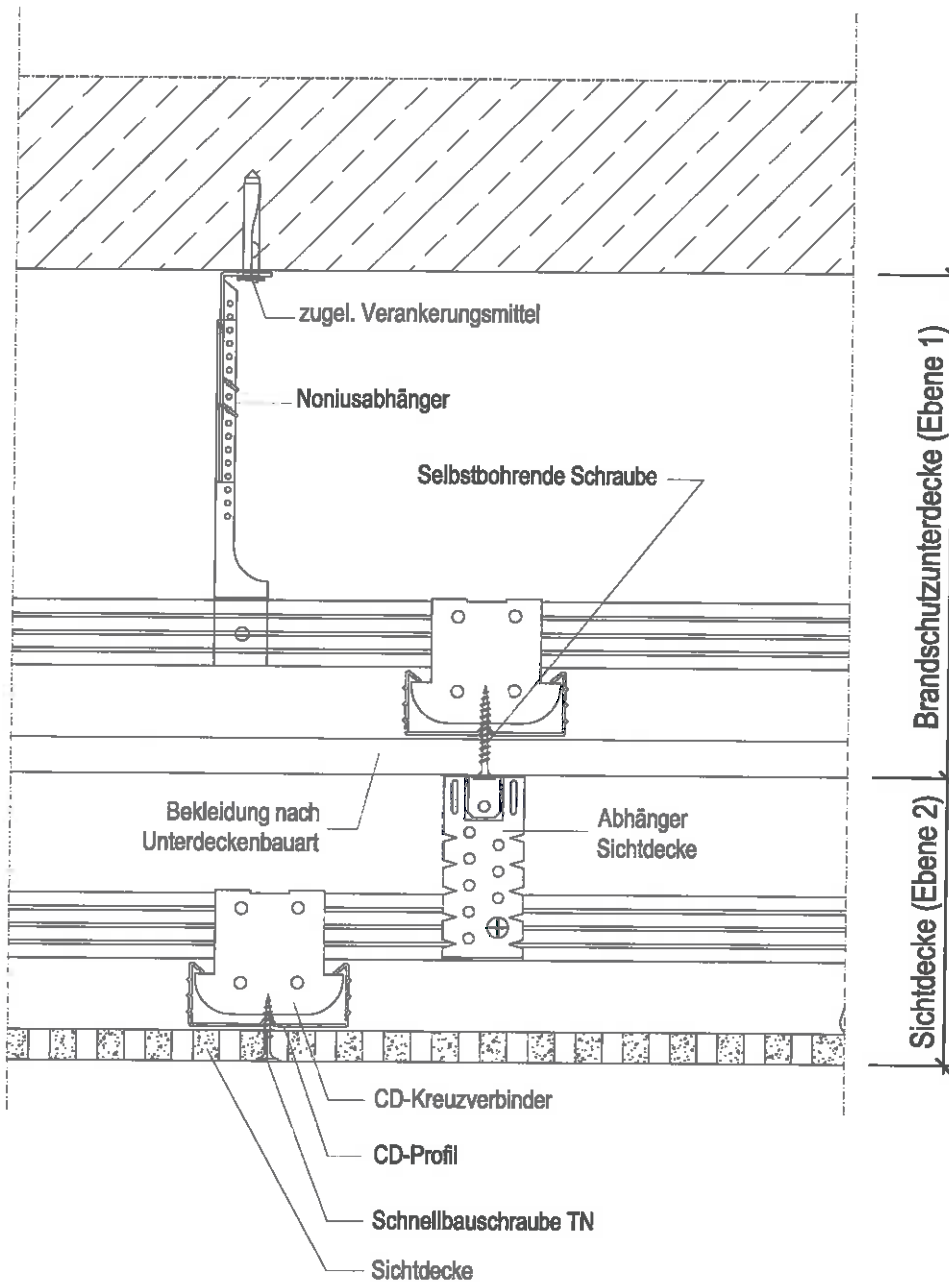 zugel. Verankerungsmittel
Noniusabhänger
Selbstbohrende Schraube
Brandschutzunterdecke (Ebene 1)
Bekleidung nach
Unterdeckenbauart
Abhänger
Sichtdecke
Sichtdecke (Ebene 2)
CD-Kreuzverbinder
CD-Profil
Schnellbauschraube TN
Sichtdecke